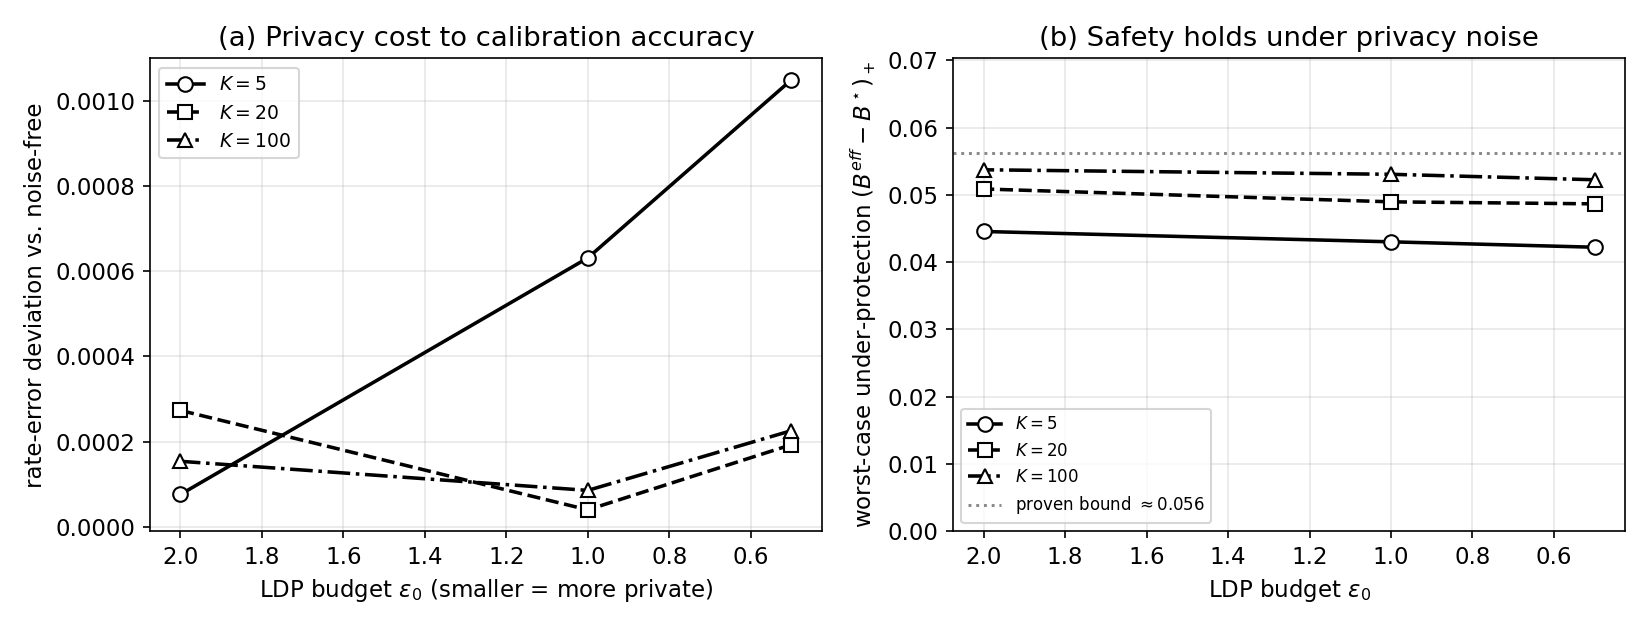 (a) Privacy cost to calibration accuracy
rate-error deviation vs. noise-free
0.0010
0.0008
0.0006
0.0004
0.0002
0.0000
K = 5
K = 20
K = 100
2.0 1.8 1.6 1.4 1.2 1.0 0.8 0.6
LDP budget ε₀ (smaller = more private)
(b) Safety holds under privacy noise
worst-case under-protection (B^eff − B^⋆)₊
0.07
0.06
0.05
0.04
0.03
0.02
0.01
0.00
K = 5
K = 20
K = 100
proven bound ≈ 0.056
2.0 1.8 1.6 1.4 1.2 1.0 0.8 0.6
LDP budget ε₀